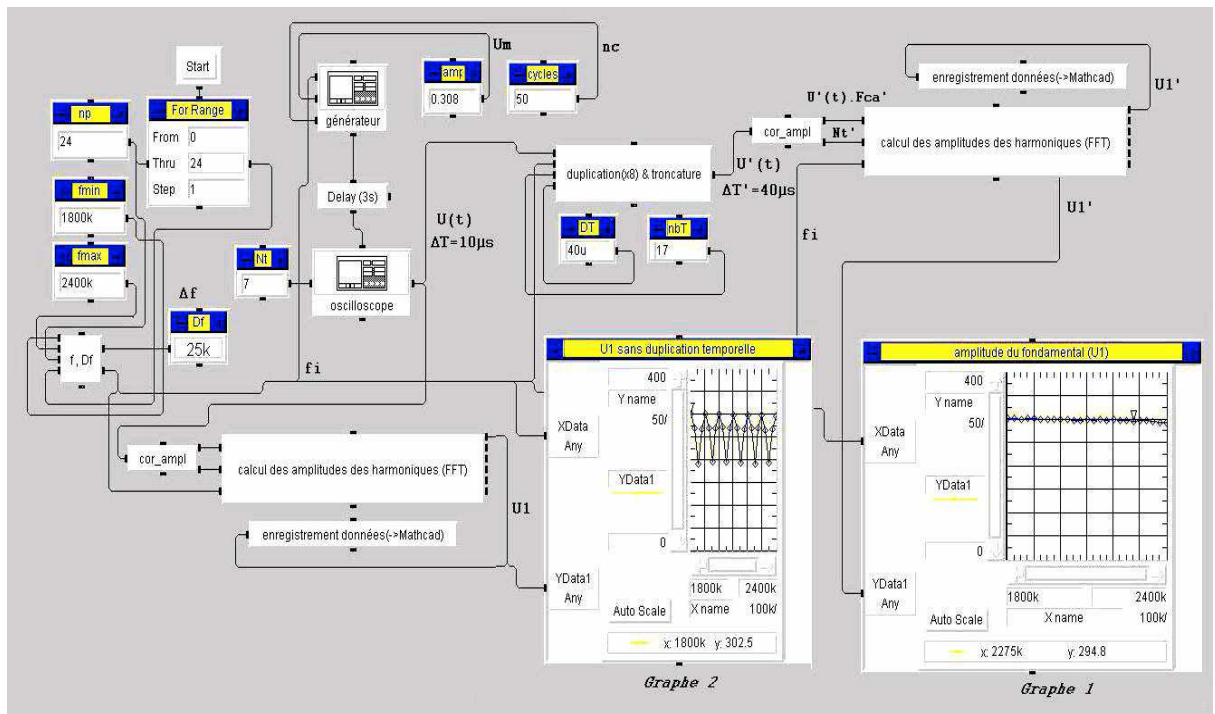 Start
np
24
For Range
From 0
Thru 24
Step 1
fmin
1800k
fmax
2400k
Δf
Df
25k
f , Df
Um
nc
générateur
amp
0.308
cycles
50
Delay (3s)
Nt
7
oscilloscope
U(t)
ΔT=10µs
fi
duplication(x8) & troncature
DT
40u
nbT
17
U'(t)
ΔT'=40µs
cor_ampl
U'(t).Fca'
Nt'
enregistrement données(->Mathcad)
U1'
calcul des amplitudes des harmoniques (FFT)
U1'
fi
cor_ampl
calcul des amplitudes des harmoniques (FFT)
U1
enregistrement données(->Mathcad)
U1 sans duplication temporelle
400
Y name
50/
XData
Any
YData1
0
YData1
Any
1800k 2400k
Auto Scale X name 100k/
x: 1800k y: 302.5
Graphe 2
amplitude du fondamental (U1)
400
Y name
50/
XData
Any
YData1
0
YData1
Any
1800k 2400k
Auto Scale X name 100k/
x: 2275k y: 294.8
Graphe 1